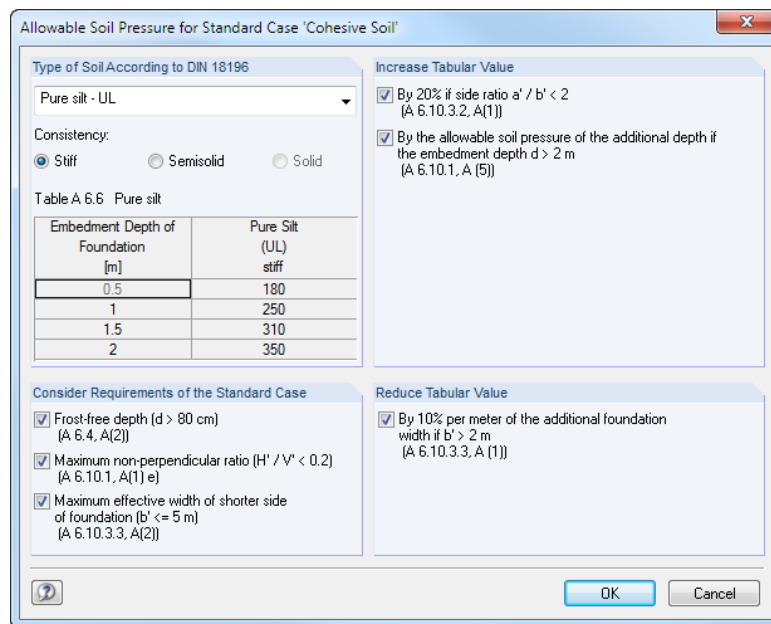 Allowable Soil Pressure for Standard Case 'Cohesive Soil'
Type of Soil According to DIN 18196
Pure silt - UL
Consistency:
Stiff Semisolid Solid
Table A 6.6 Pure silt
Embedment Depth of Pure Silt
Foundation (UL)
[m] stiff
0.5 180
1 250
1.5 310
2 350
Increase Tabular Value
By 20% if side ratio a' / b' < 2
(A 6.10.3.2, A(1))
By the allowable soil pressure of the additional depth if
the embedment depth d > 2 m
(A 6.10.1, A (5))
Consider Requirements of the Standard Case
Frost-free depth (d > 80 cm)
(A 6.4, A(2))
Maximum non-perpendicular ratio (H' / V' < 0.2)
(A 6.10.1, A(1) e)
Maximum effective width of shorter side
of foundation (b' <= 5 m)
(A 6.10.3.3, A(2))
Reduce Tabular Value
By 10% per meter of the additional foundation
width if b' > 2 m
(A 6.10.3.3, A (1))
OK Cancel